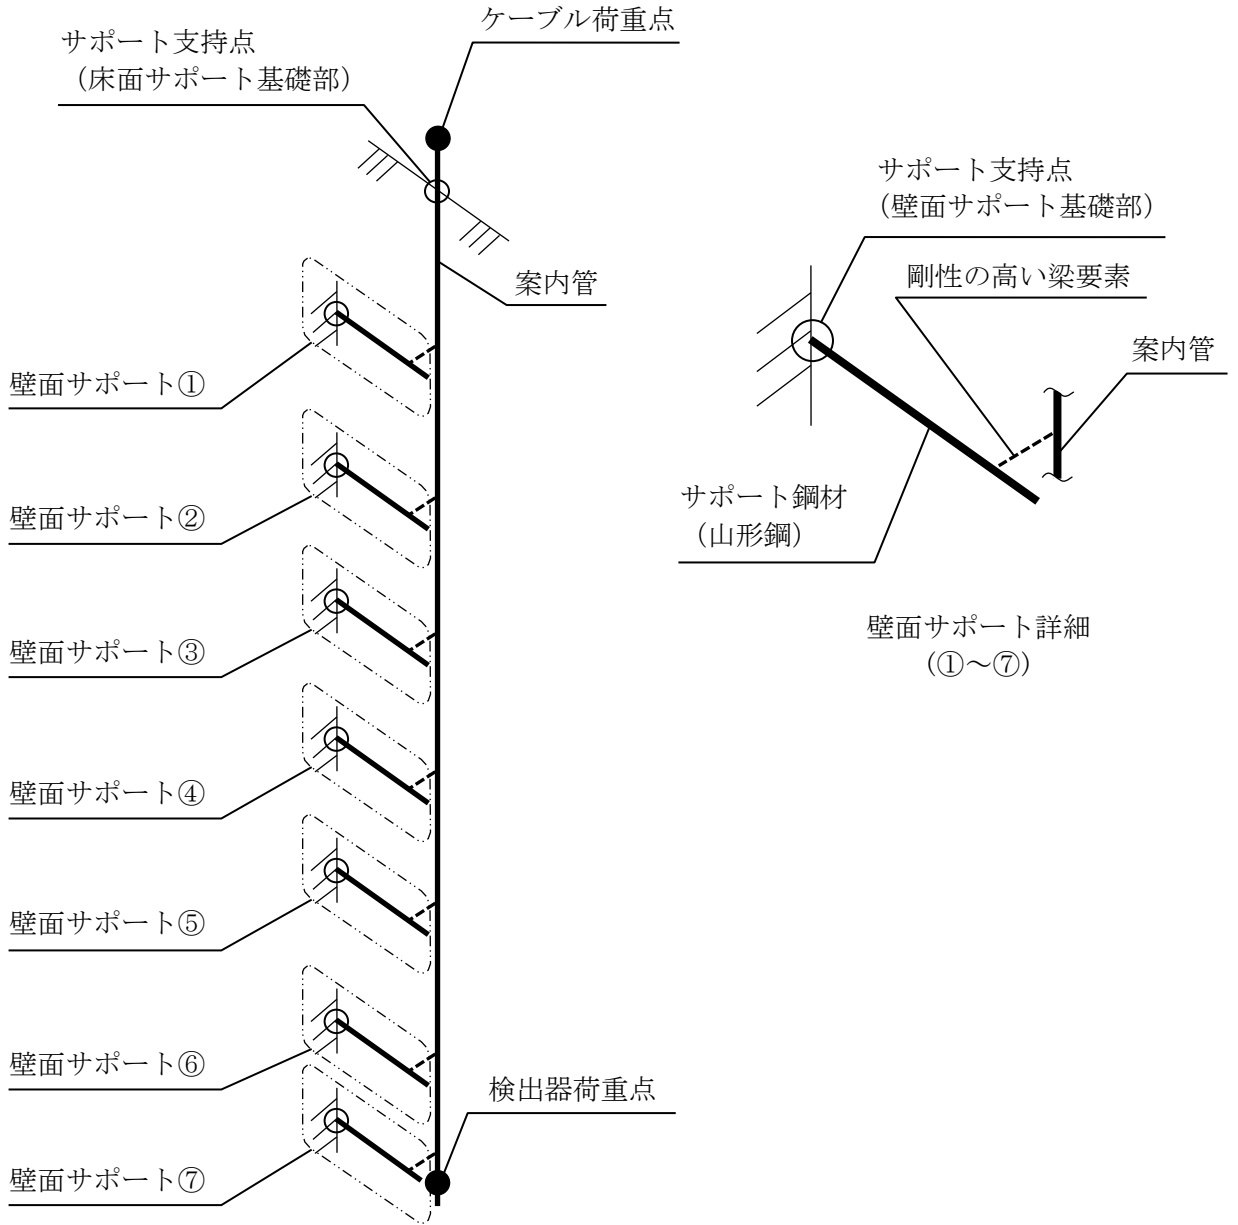 ケーブル荷重点
サポート支持点
（床面サポート基礎部）
案内管
壁面サポート①
壁面サポート②
壁面サポート③
壁面サポート④
壁面サポート⑤
壁面サポート⑥
壁面サポート⑦
検出器荷重点
サポート支持点
（壁面サポート基礎部）
剛性の高い梁要素
案内管
サポート鋼材
（山形鋼）
壁面サポート詳細
（①～⑦）